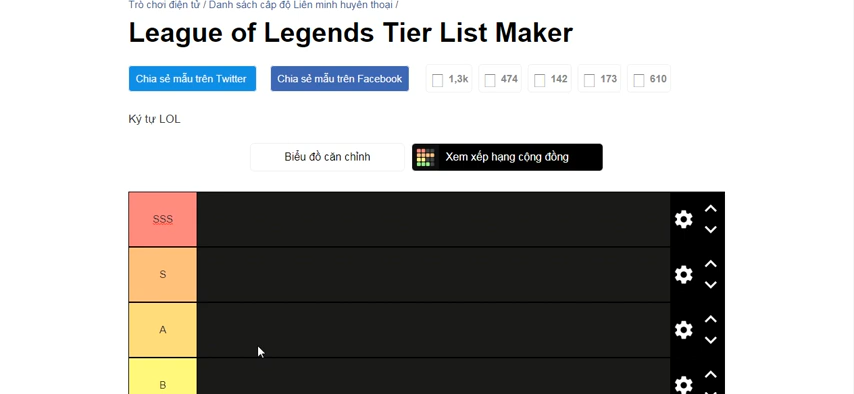 Trò chơi điện tử / Danh sách cấp độ Liên minh huyền thoại /
League of Legends Tier List Maker
Chia sẻ mẫu trên Twitter
Chia sẻ mẫu trên Facebook
1,3k
474
142
173
610
Ký tự LOL
Biểu đồ căn chỉnh
Xem xếp hạng cộng đồng
SSS
S
A
B